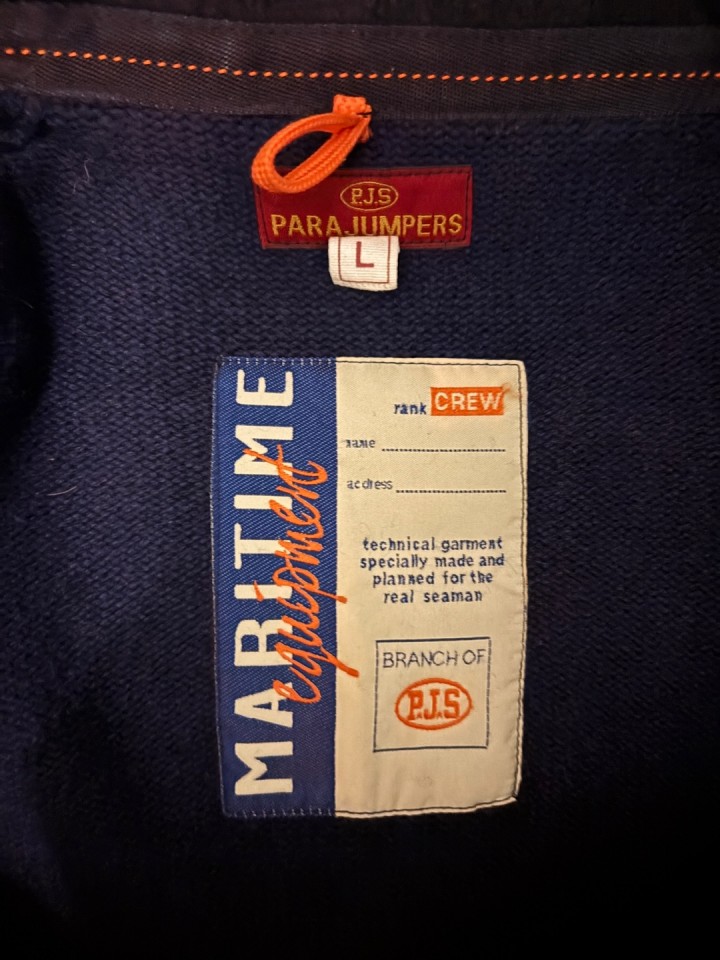 P.J.S
PARAJUMPERS
L
MARITIME
equipment
rank CREW
name
address
technical garment
specially made and
planned for the
real seaman
BRANCH OF
P.J.S